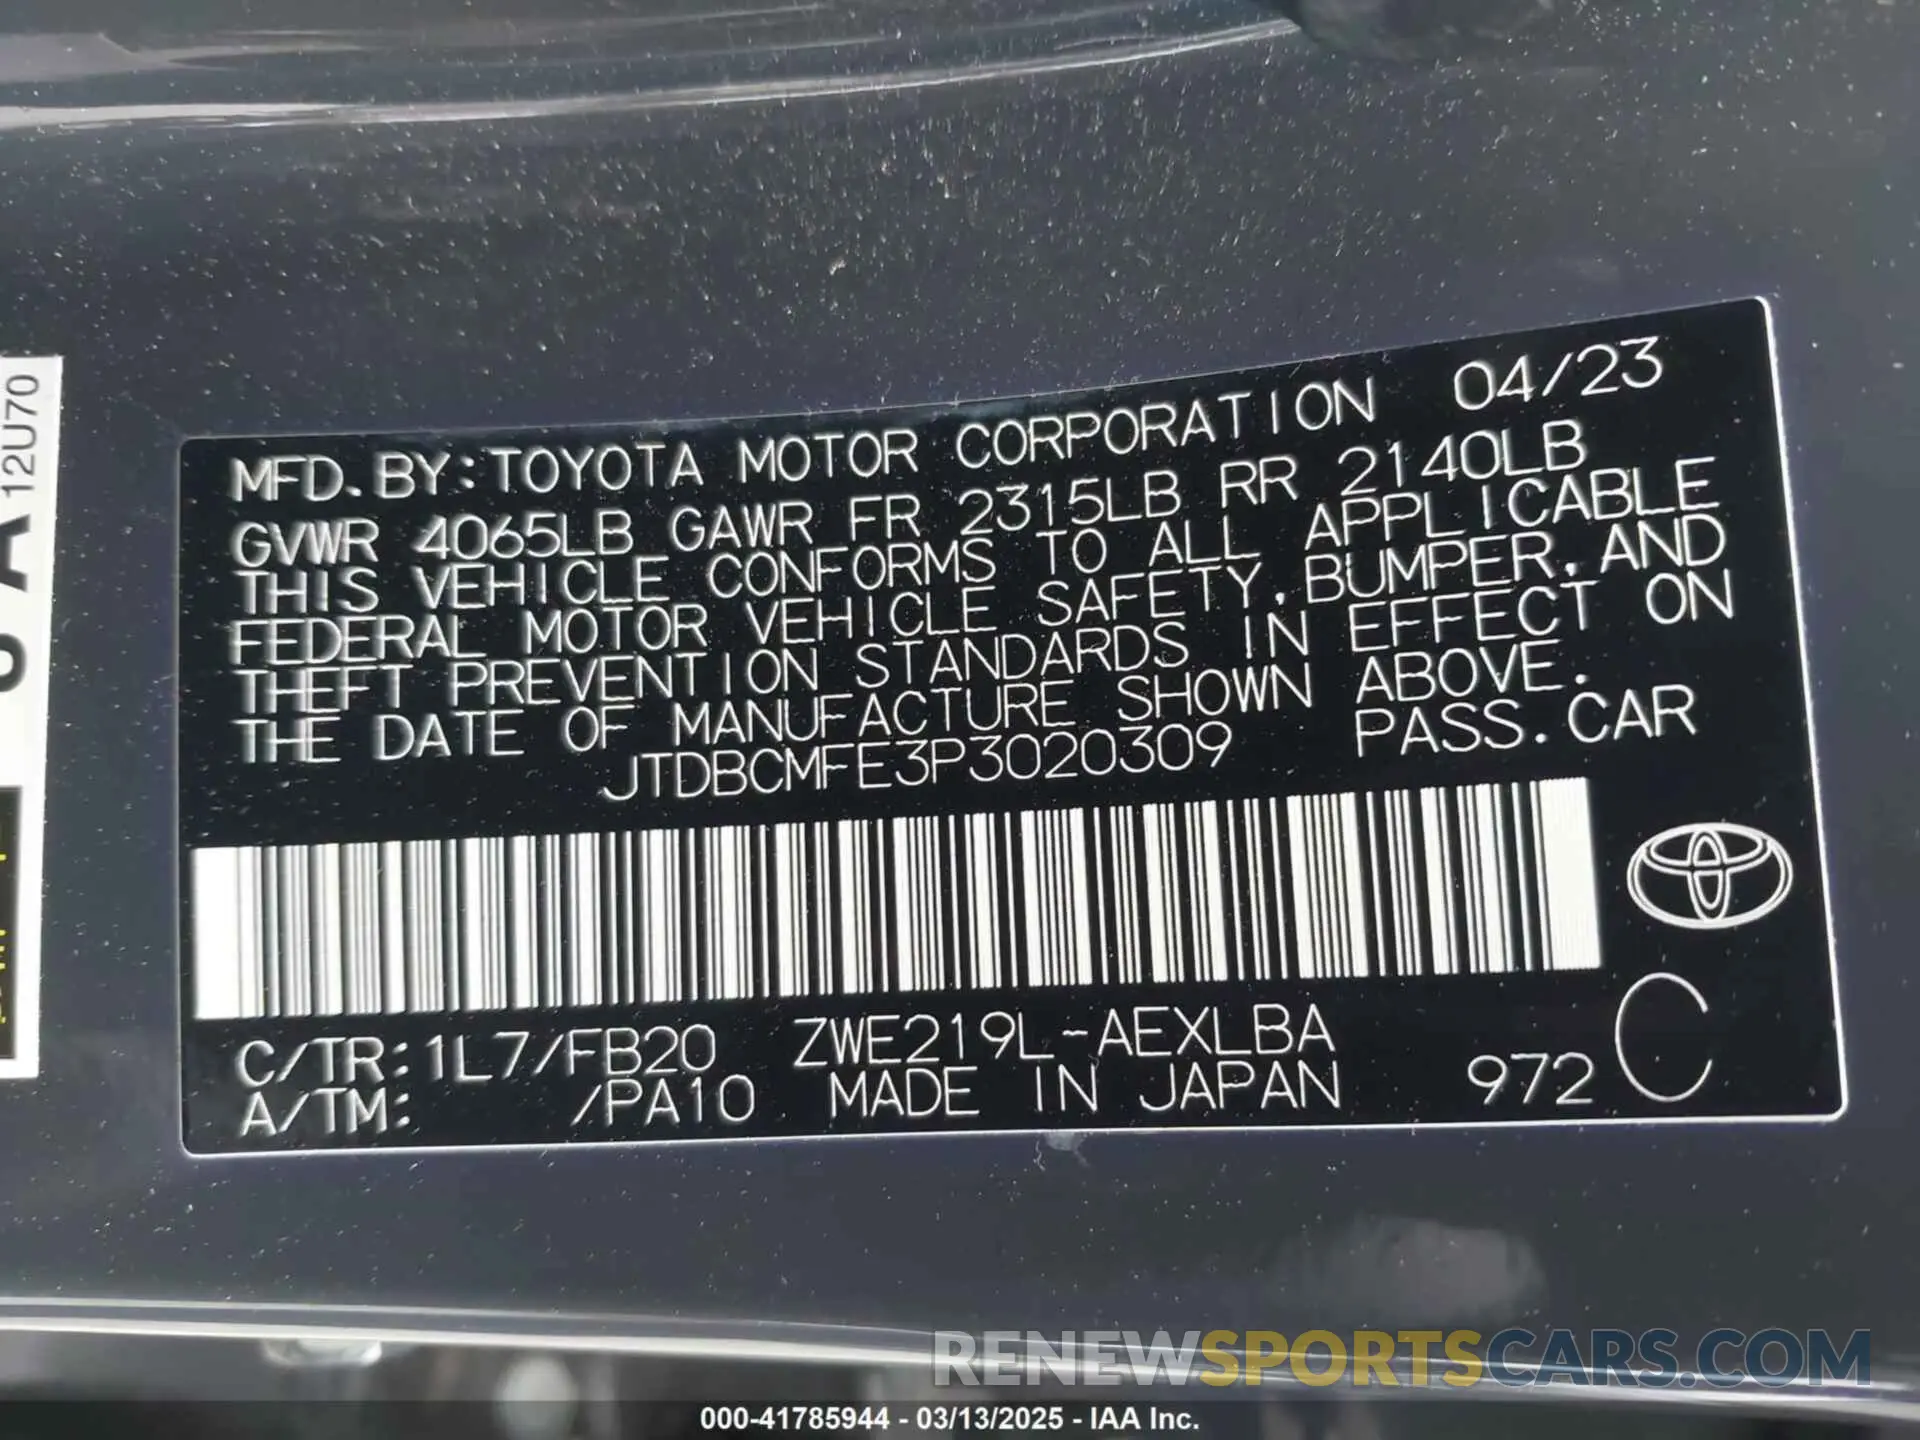 MFD. BY: TOYOTA MOTOR CORPORATION 04/23
GVWR 4065LB GAWR FR 2315LB RR 2140LB
THIS VEHICLE CONFORMS TO ALL APPLICABLE
FEDERAL MOTOR VEHICLE SAFETY, BUMPER, AND
THEFT PREVENTION STANDARDS IN EFFECT ON
THE DATE OF MANUFACTURE SHOWN ABOVE.
JTDBCMFE3P3020309 PASS. CAR
C/TR: 1L7/FB20 ZWE219L-AEXLBA
A/TM: /PA10 MADE IN JAPAN 972 C
12U70
A
RENEWSPORTSCARS.COM
000-41785944 - 03/13/2025 - IAA Inc.